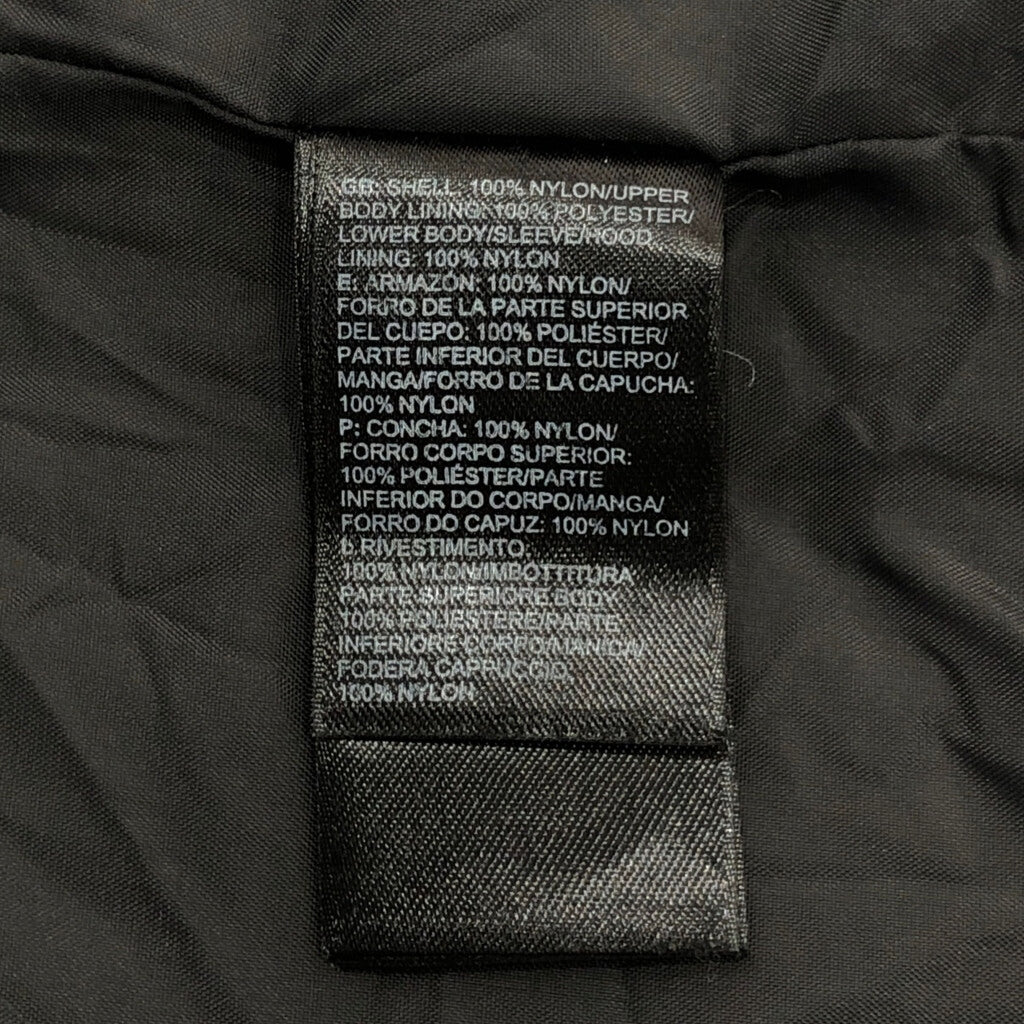 GB: SHELL: 100% NYLON/UPPER
BODY LINING: 100% POLYESTER/
LOWER BODY/SLEEVE/HOOD
LINING: 100% NYLON
E: ARMAZÓN: 100% NYLON/
FORRO DE LA PARTE SUPERIOR
DEL CUEPO: 100% POLIÉSTER/
PARTE INFERIOR DEL CUERPO/
MANGA/FORRO DE LA CAPUCHA:
100% NYLON
P: CONCHA: 100% NYLON/
FORRO CORPO SUPERIOR:
100% POLIÉSTER/PARTE
INFERIOR DO CORPO/MANGA/
FORRO DO CAPUZ: 100% NYLON
I: RIVESTIMENTO:
100% NYLON/IMBOTTITURA
PARTE SUPERIORE BODY
100% POLIESTERE/PARTE
INFERIORE CORPO/MANICA/
FODERA CAPPUCCIO:
100% NYLON